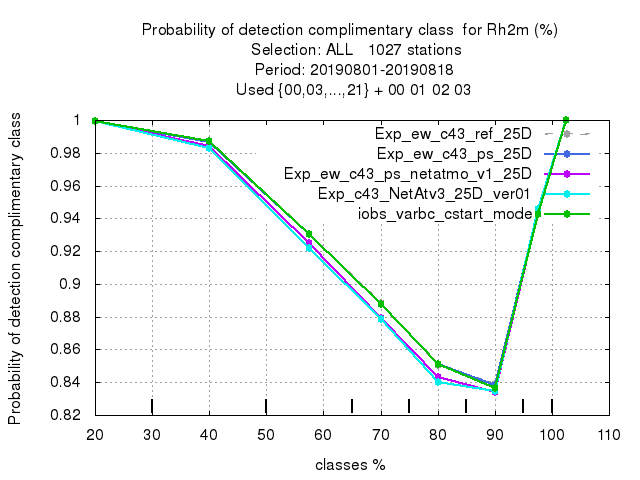 Probability of detection complimentary class  for Rh2m (%)
Selection: ALL   1027 stations
Period: 20190801-20190818
Used {00,03,...,21} + 00 01 02 03
Probability of detection complimentary class
1
0.98
0.96
0.94
0.92
0.9
0.88
0.86
0.84
0.82
Exp_ew_c43_ref_25D
Exp_ew_c43_ps_25D
Exp_ew_c43_ps_netatmo_v1_25D
Exp_c43_NetAtv3_25D_ver01
iobs_varbc_cstart_mode
20 30 40 50 60 70 80 90 100 110
classes %